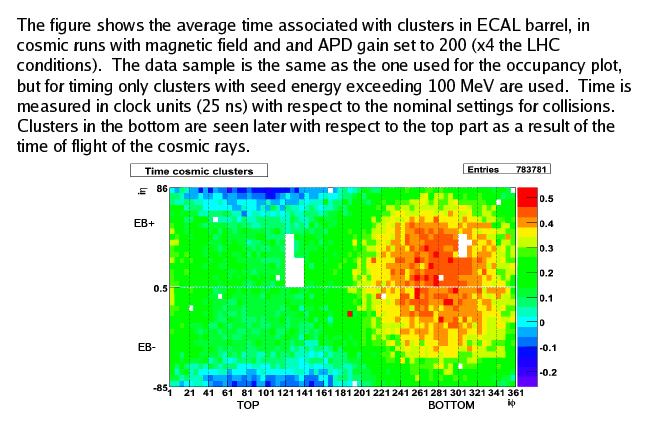 The figure shows the average time associated with clusters in ECAL barrel, in
cosmic runs with magnetic field and and APD gain set to 200 (x4 the LHC
conditions).  The data sample is the same as the one used for the occupancy plot,
but for timing only clusters with seed energy exceeding 100 MeV are used.  Time is
measured in clock units (25 ns) with respect to the nominal settings for collisions.
Clusters in the bottom are seen later with respect to the top part as a result of the
time of flight of the cosmic rays.
Time cosmic clusters
Entries 783781
iη
86
EB+
0.5
EB-
-85
0.5
0.4
0.3
0.2
0.1
0
-0.1
-0.2
1 21 41 61 81 101 121 141 161 181 201 221 241 261 281 301 321 341 361
iφ
TOP BOTTOM